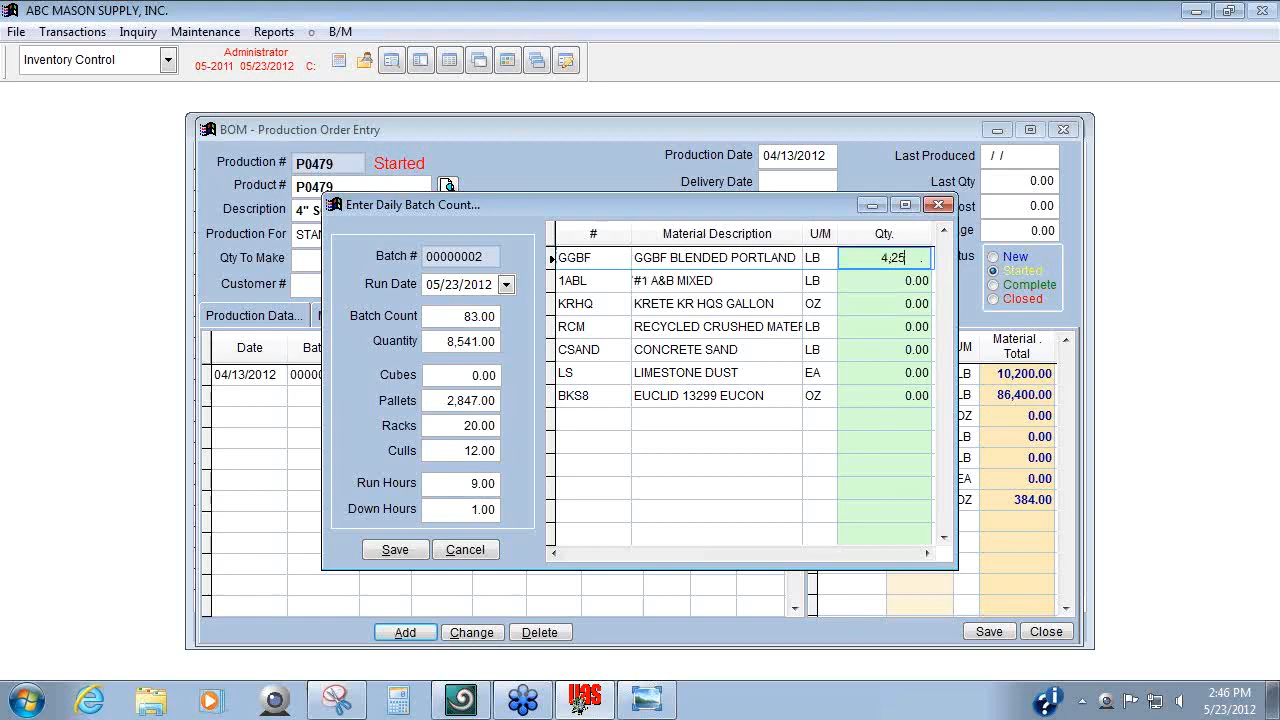 ABC MASON SUPPLY, INC.
File Transactions Inquiry Maintenance Reports o B/M
Inventory Control
Administrator
05-2011 05/23/2012 C:
BOM - Production Order Entry
Production # P0479 Started
Production Date 04/13/2012
Last Produced / /
Product # P0479
Delivery Date
Last Qty 0.00
Description 4" S
ost 0.00
Production For STAN
ge 0.00
Qty To Make
Customer #
tus
New
Started
Complete
Closed
Production Data...
Date Bat
04/13/2012 0000
UM Material .
Total
LB 10,200.00
LB 86,400.00
OZ 0.00
LB 0.00
LB 0.00
EA 0.00
OZ 384.00
Enter Daily Batch Count...
Batch # 00000002
Run Date 05/23/2012
Batch Count 83.00
Quantity 8,541.00
Cubes 0.00
Pallets 2,847.00
Racks 20.00
Culls 12.00
Run Hours 9.00
Down Hours 1.00
Save Cancel
# Material Description U/M Qty.
GGBF GGBF BLENDED PORTLAND LB 4,25 .
1ABL #1 A&B MIXED LB 0.00
KRHQ KRETE KR HQS GALLON OZ 0.00
RCM RECYCLED CRUSHED MATER LB 0.00
CSAND CONCRETE SAND LB 0.00
LS LIMESTONE DUST EA 0.00
BKS8 EUCLID 13299 EUCON OZ 0.00
Add Change Delete
Save Close
UGS
2:46 PM
5/23/2012